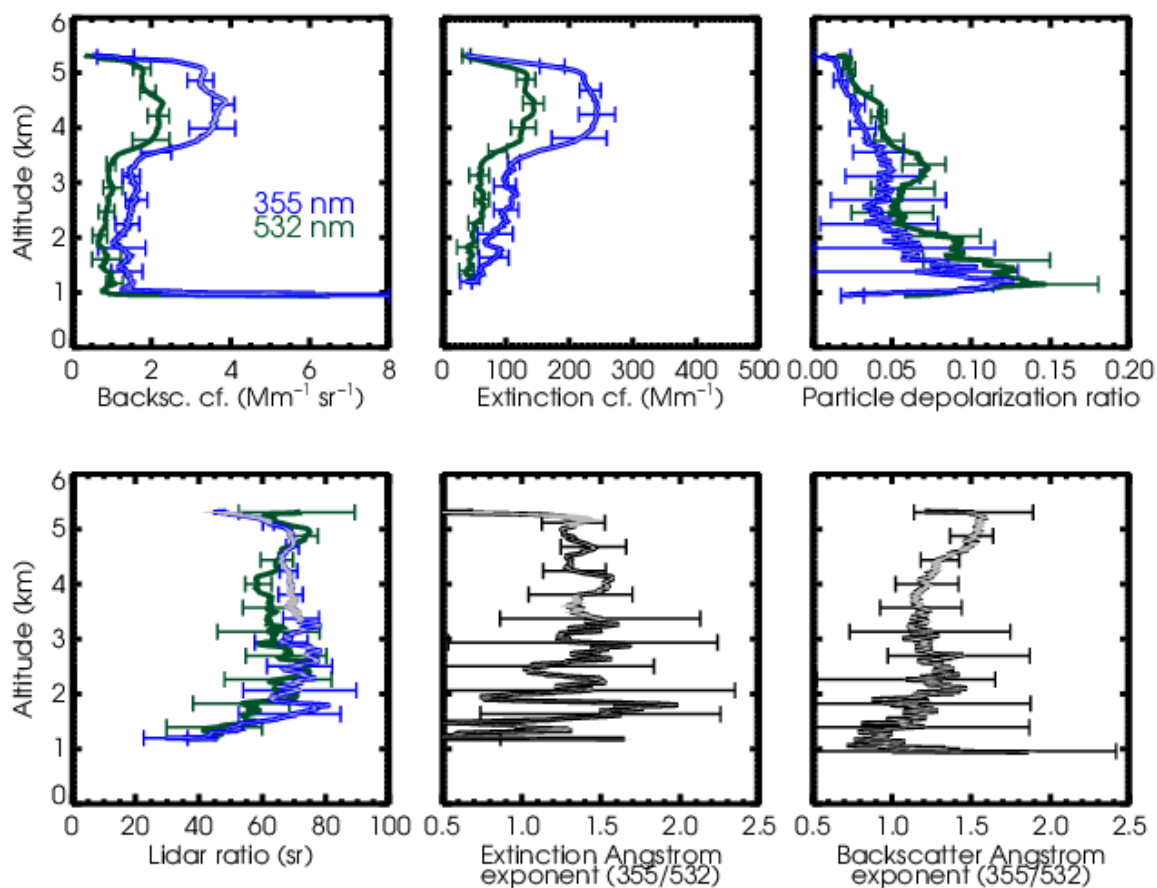 6
5
4
3
2
1
0
Altitude (km)
355 nm
532 nm
0 2 4 6 8
Backsc. cf. (Mm⁻¹ sr⁻¹)
0 100 200 300 400 500
Extinction cf. (Mm⁻¹)
0.00 0.05 0.10 0.15 0.20
Particle depolarization ratio
6
5
4
3
2
1
0
Altitude (km)
0 20 40 60 80 100
Lidar ratio (sr)
0.5 1.0 1.5 2.0 2.5
Extinction Angstrom
exponent (355/532)
0.5 1.0 1.5 2.0 2.5
Backscatter Angstrom
exponent (355/532)